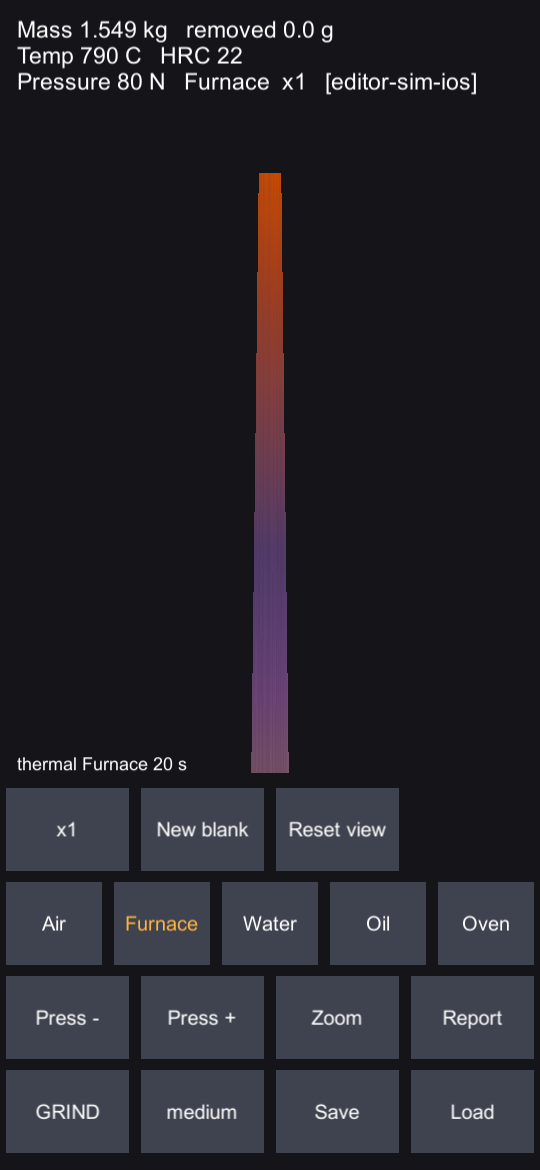 Mass 1.549 kg   removed 0.0 g
Temp 790 C   HRC 22
Pressure 80 N   Furnace  x1   [editor-sim-ios]
thermal Furnace 20 s
x1   New blank   Reset view
Air   Furnace   Water   Oil   Oven
Press -   Press +   Zoom   Report
GRIND   medium   Save   Load